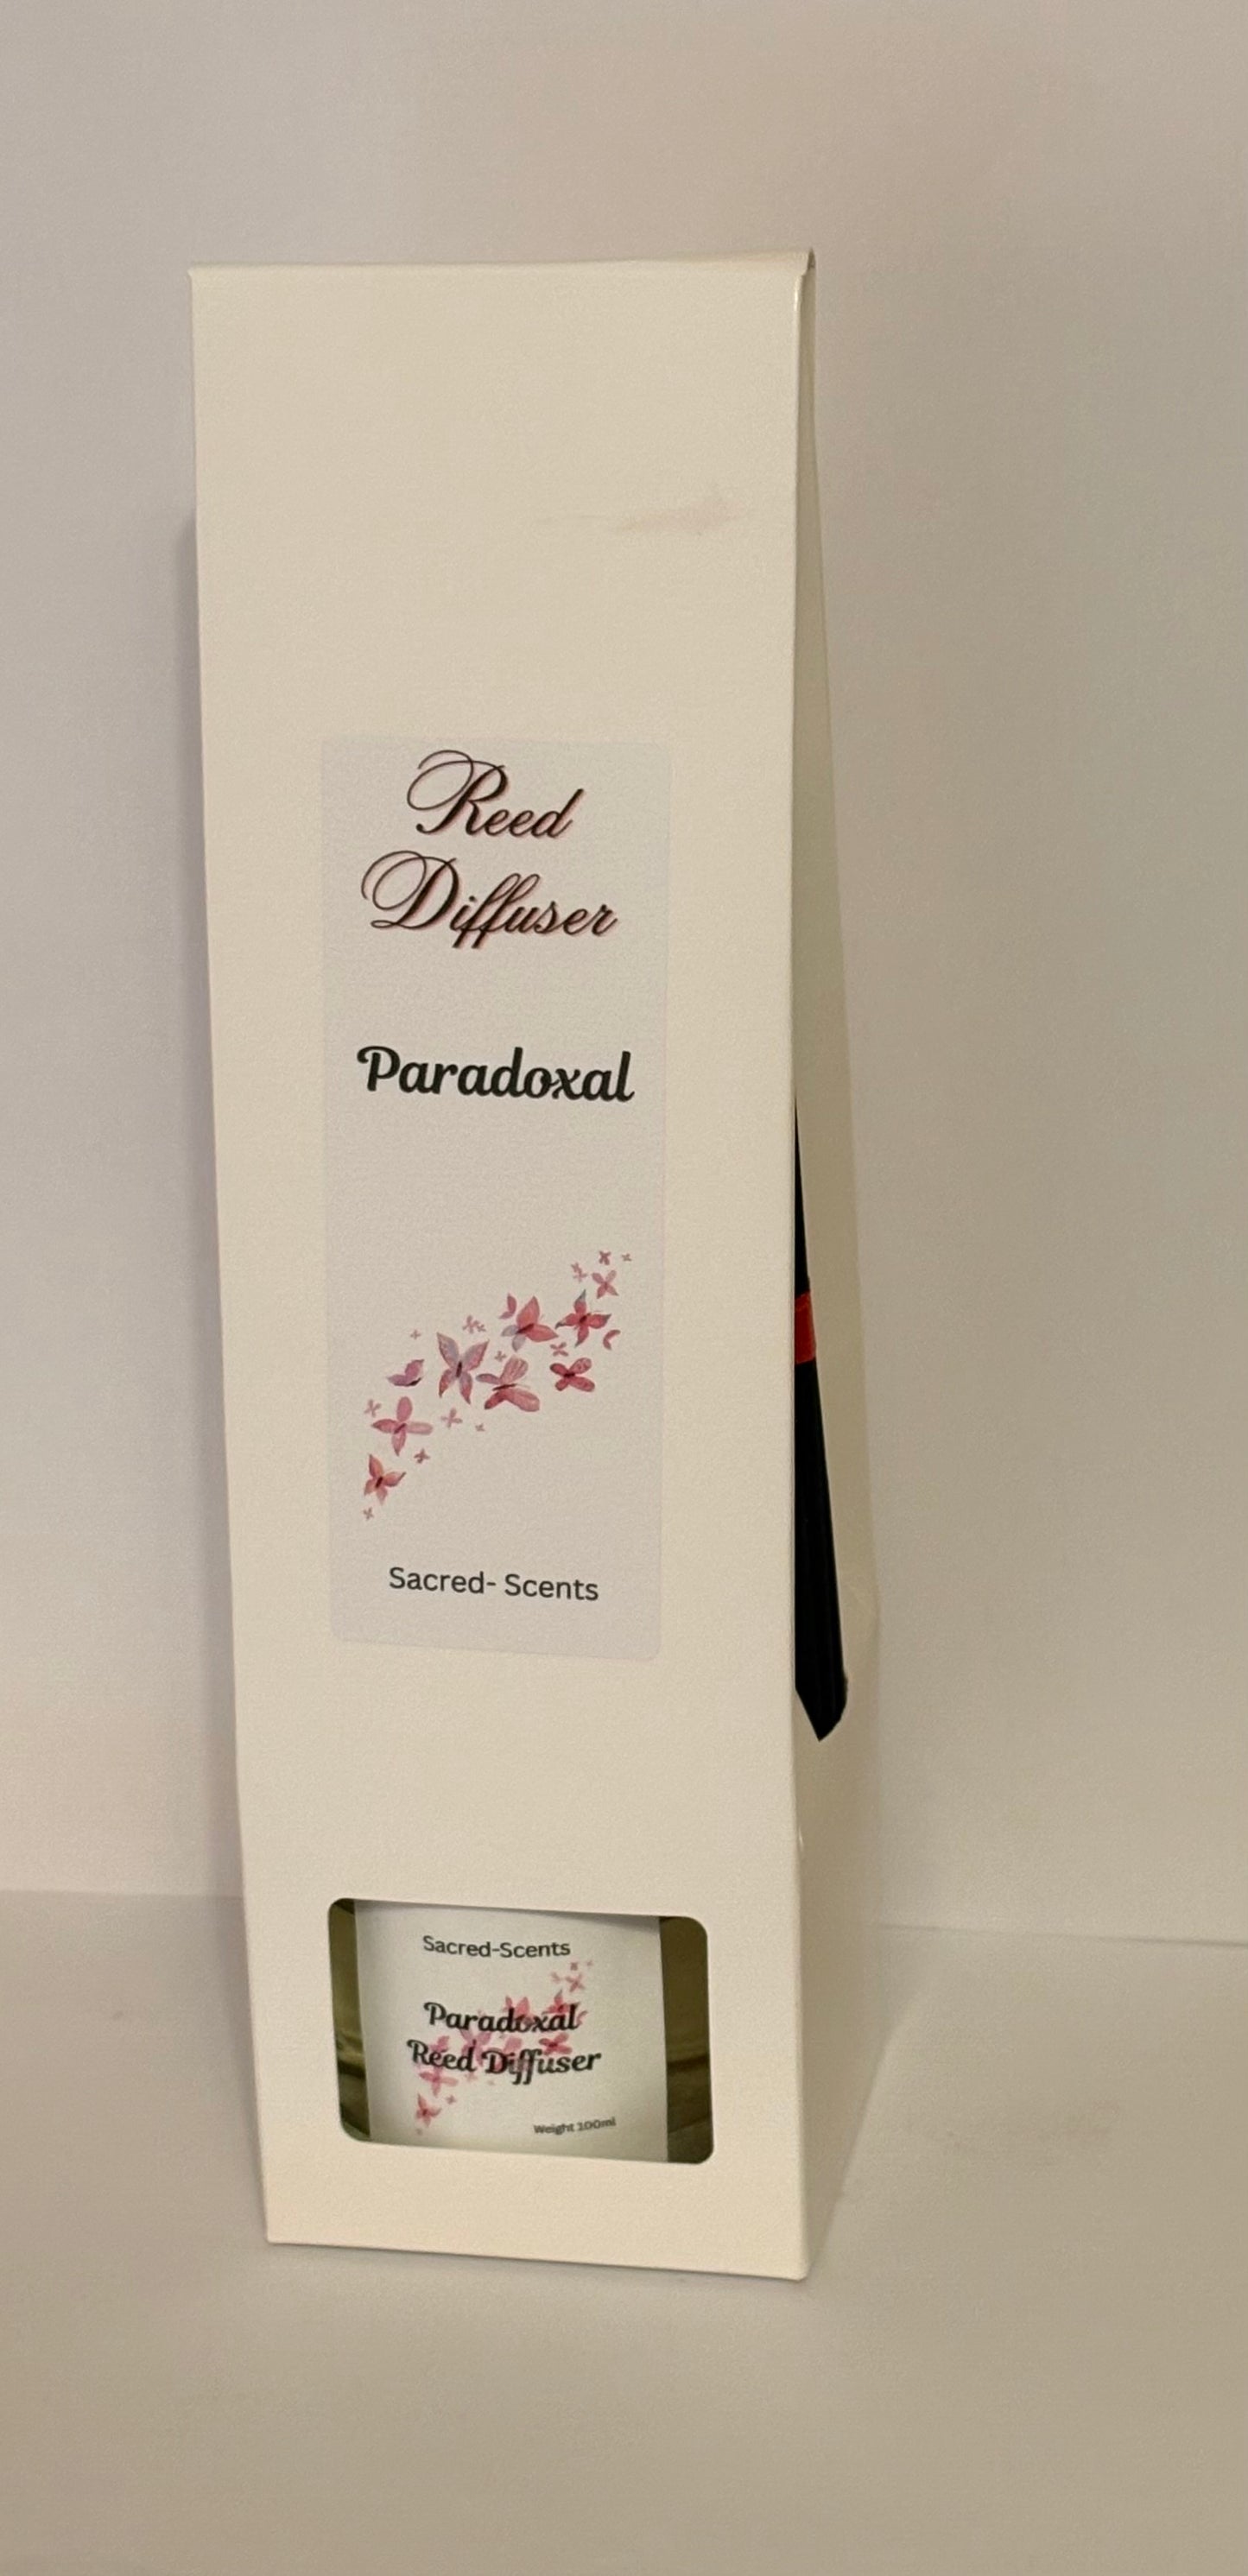 Reed
Diffuser
Paradoxal
Sacred- Scents
Sacred-Scents
Paradoxal
Reed Diffuser
Weight 100ml